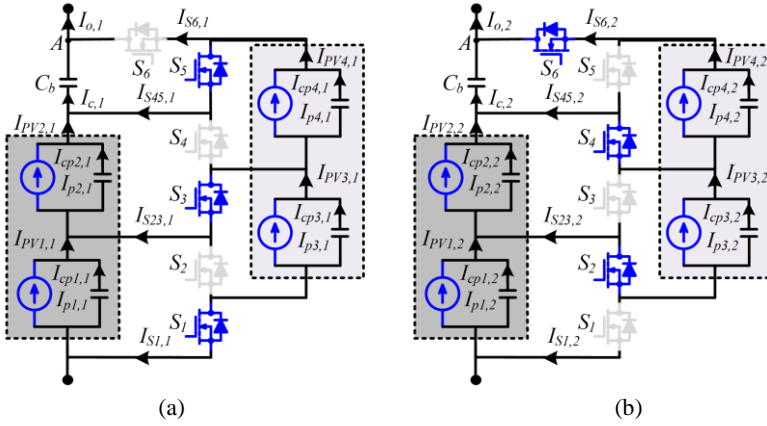 I_{o,1}
I_{S6,1}
A
S_6
S_5
I_{PV4,1}
C_b
I_{cp4,1}
I_{c,1}
I_{S45,1}
I_{p4,1}
I_{PV2,1}
S_4
I_{cp2,1}
I_{p2,1}
S_3
I_{PV3,1}
I_{S23,1}
I_{cp3,1}
I_{PV1,1}
I_{p3,1}
S_2
I_{cp1,1}
I_{p1,1}
S_1
I_{S1,1}
(a)
I_{o,2}
I_{S6,2}
A
S_6
S_5
I_{PV4,2}
C_b
I_{cp4,2}
I_{c,2}
I_{S45,2}
I_{p4,2}
I_{PV2,2}
S_4
I_{cp2,2}
I_{p2,2}
S_3
I_{PV3,2}
I_{S23,2}
I_{cp3,2}
I_{PV1,2}
I_{p3,2}
S_2
I_{cp1,2}
I_{p1,2}
S_1
I_{S1,2}
(b)